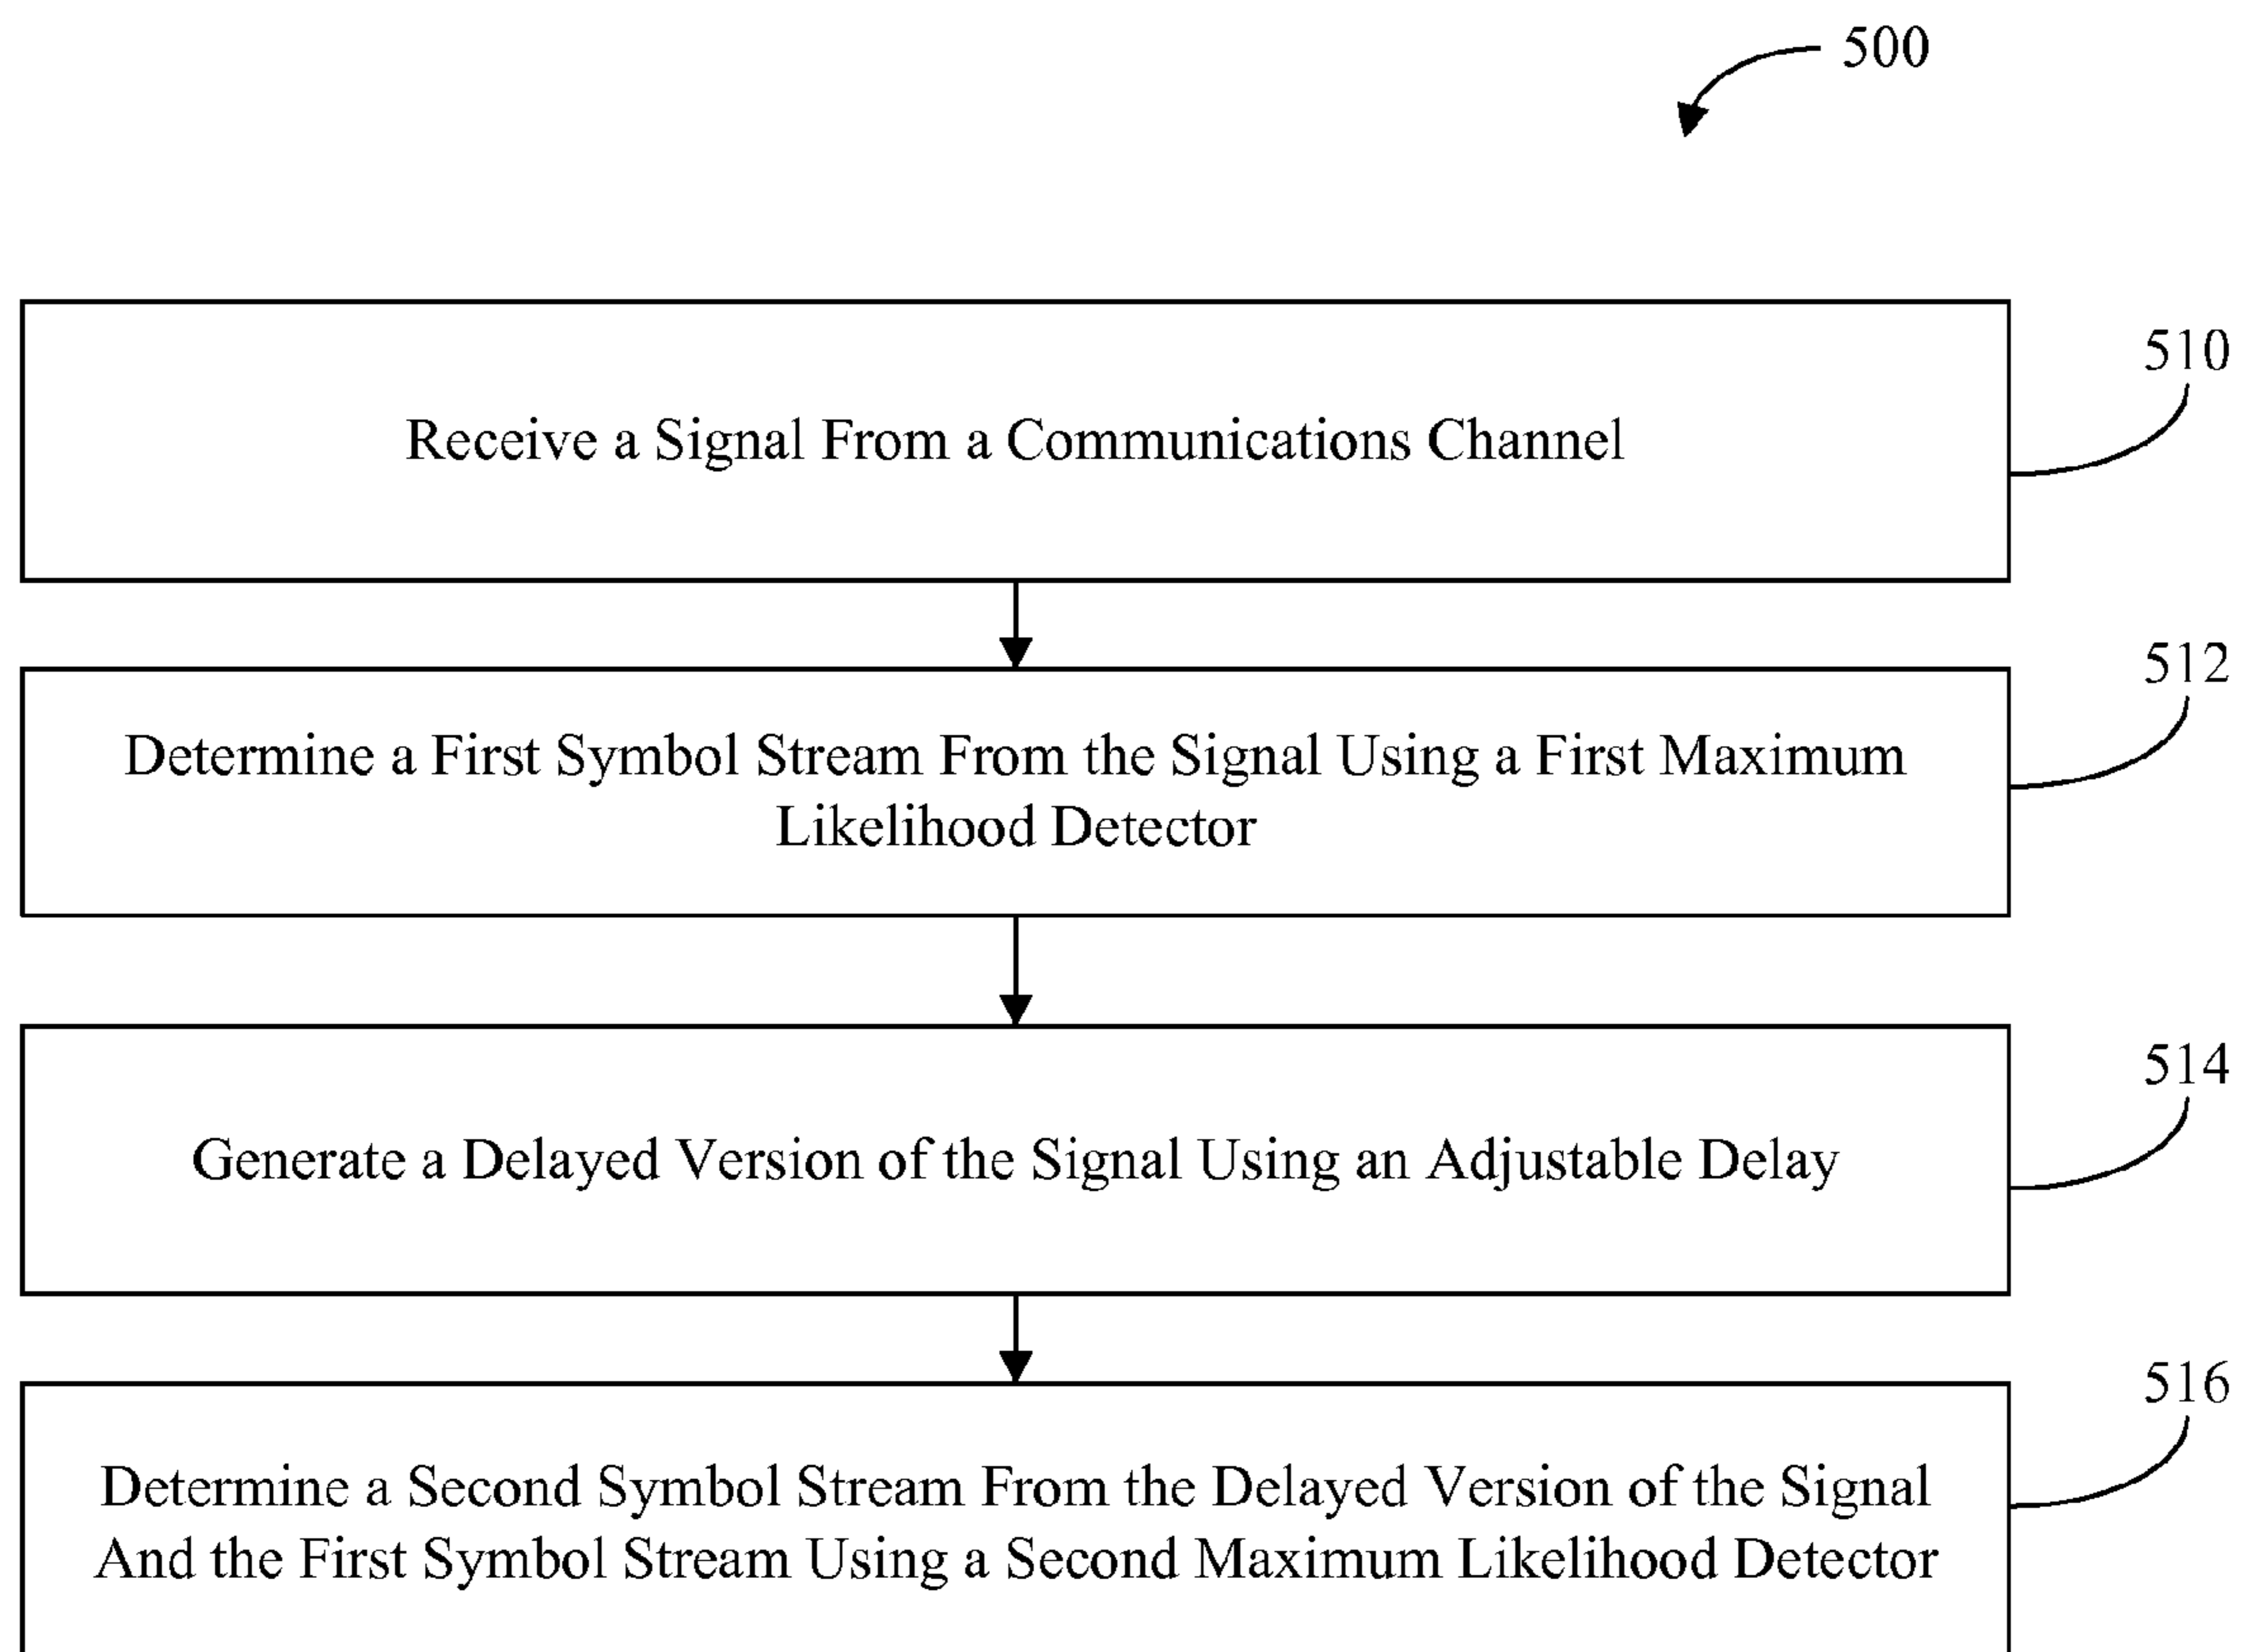 500
510
Receive a Signal From a Communications Channel
512
Determine a First Symbol Stream From the Signal Using a First Maximum
Likelihood Detector
514
Generate a Delayed Version of the Signal Using an Adjustable Delay
516
Determine a Second Symbol Stream From the Delayed Version of the Signal
And the First Symbol Stream Using a Second Maximum Likelihood Detector